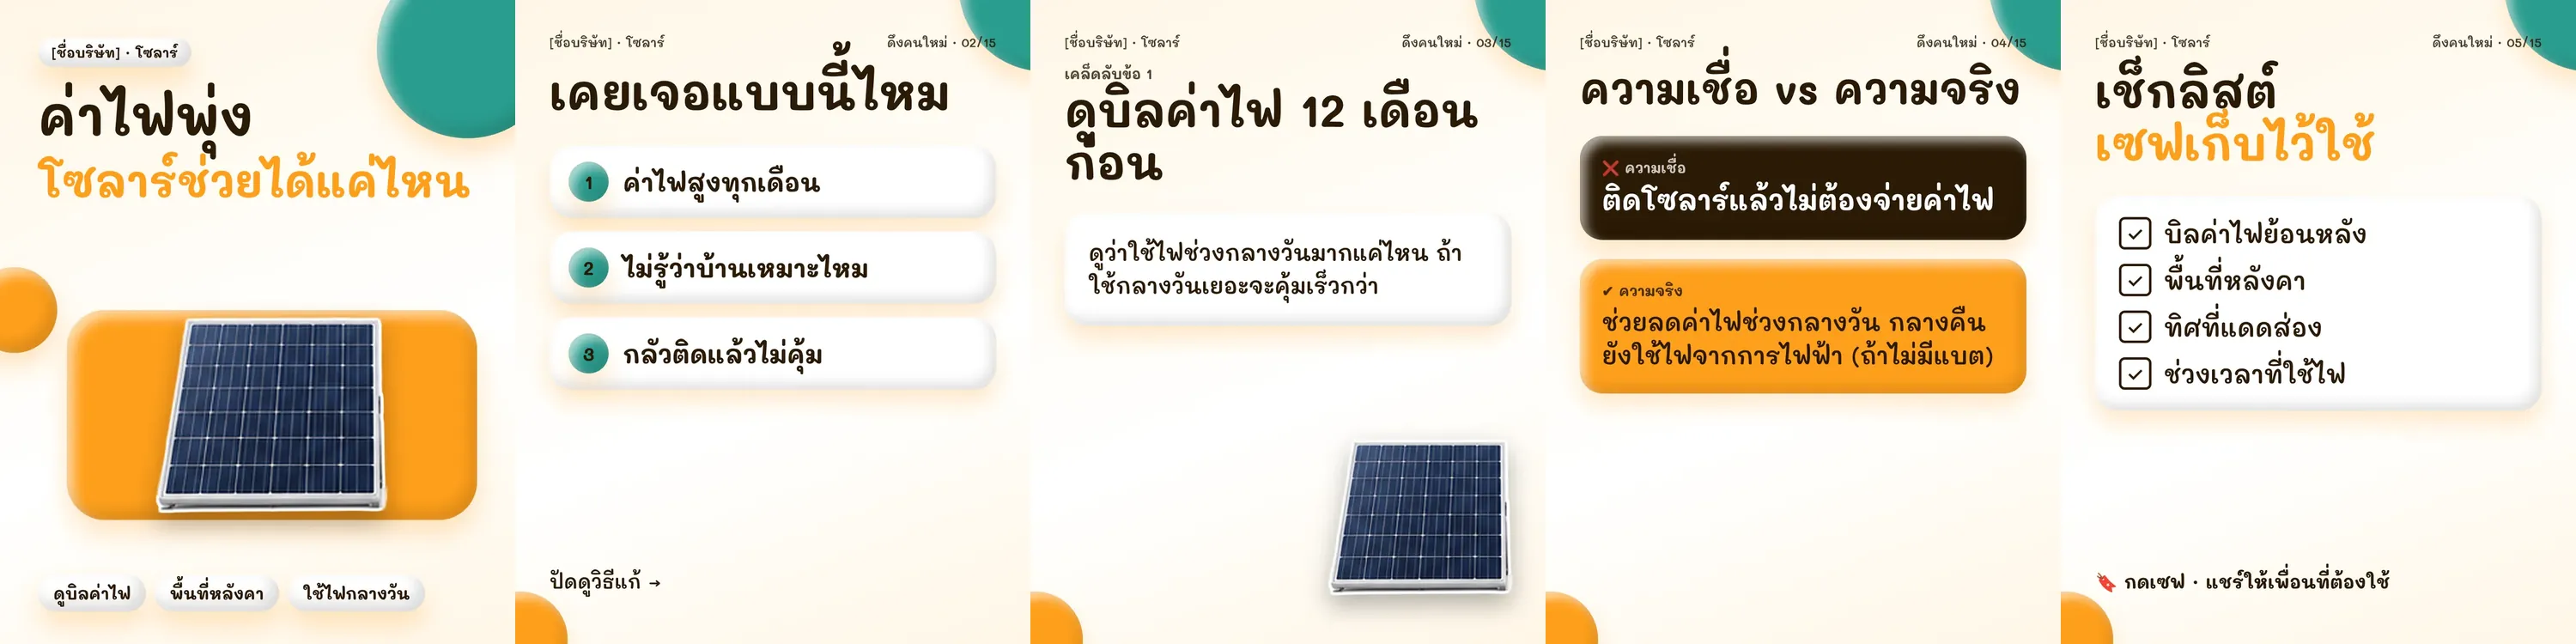 [ชื่อบริษัท] · โซลาร์
ค่าไฟพุ่ง
โซลาร์ช่วยได้แค่ไหน
ดูบิลค่าไฟ
พื้นที่หลังคา
ใช้ไฟกลางวัน
[ชื่อบริษัท] · โซลาร์
ดึงคนใหม่ · 02/15
เคยเจอแบบนี้ไหม
1 ค่าไฟสูงทุกเดือน
2 ไม่รู้ว่าบ้านเหมาะไหม
3 กลัวติดแล้วไม่คุ้ม
ปัดดูวิธีแก้ →
[ชื่อบริษัท] · โซลาร์
ดึงคนใหม่ · 03/15
เคล็ดลับข้อ 1
ดูบิลค่าไฟ 12 เดือน
ก่อน
ดูว่าใช้ไฟช่วงกลางวันมากแค่ไหน ถ้า
ใช้กลางวันเยอะจะคุ้มเร็วกว่า
[ชื่อบริษัท] · โซลาร์
ดึงคนใหม่ · 04/15
ความเชื่อ vs ความจริง
❌ ความเชื่อ
ติดโซลาร์แล้วไม่ต้องจ่ายค่าไฟ
✔ ความจริง
ช่วยลดค่าไฟช่วงกลางวัน กลางคืน
ยังใช้ไฟจากการไฟฟ้า (ถ้าไม่มีแบต)
[ชื่อบริษัท] · โซลาร์
ดึงคนใหม่ · 05/15
เช็กลิสต์
เซฟเก็บไว้ใช้
บิลค่าไฟย้อนหลัง
พื้นที่หลังคา
ทิศที่แดดส่อง
ช่วงเวลาที่ใช้ไฟ
🔖 กดเซฟ · แชร์ให้เพื่อนที่ต้องใช้